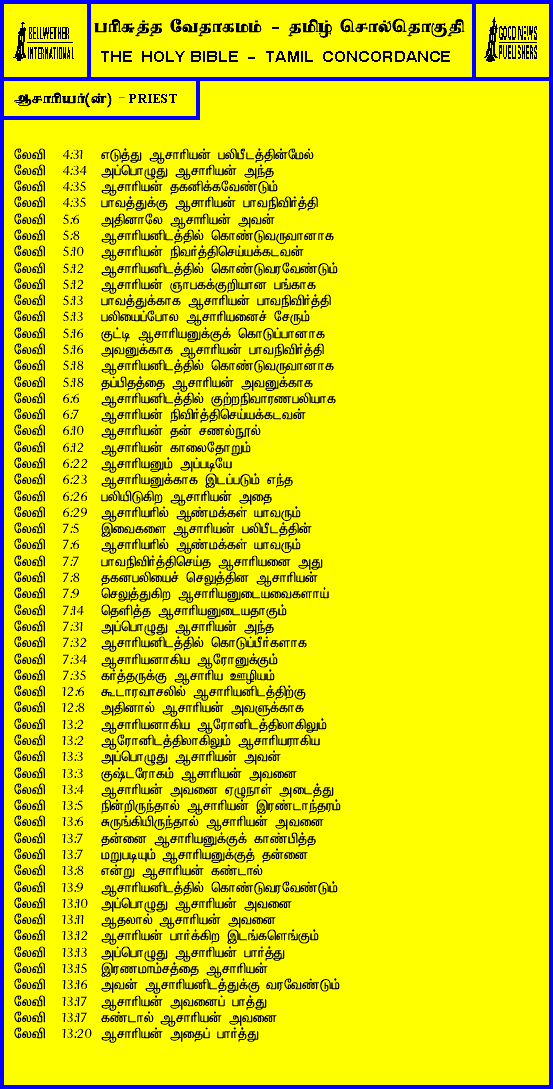 BELLWETHER
INTERNATIONAL
பரிசுத்த வேதாகமம் - தமிழ் சொல்தொகுதி
THE HOLY BIBLE - TAMIL CONCORDANCE
GOOD NEWS
PUBLISHERS
ஆசாரியர்(ன்) - PRIEST
லேவி 4:31 எடுத்து ஆசாரியன் பலிபீடத்தின்மேல்
லேவி 4:34 அப்பொழுது ஆசாரியன் அந்த
லேவி 4:35 ஆசாரியன் தகனிக்கவேண்டும்
லேவி 4:35 பாவத்துக்கு ஆசாரியன் பாவநிவிர்த்தி
லேவி 5:6 அதினாலே ஆசாரியன் அவன்
லேவி 5:8 ஆசாரியனிடத்தில் கொண்டுவருவானாக
லேவி 5:10 ஆசாரியன் நிவர்த்திசெய்யக்கடவன்
லேவி 5:12 ஆசாரியனிடத்தில் கொண்டுவரவேண்டும்
லேவி 5:12 ஆசாரியன் ஞாபகக்குறியான பங்காக
லேவி 5:13 பாவத்துக்காக ஆசாரியன் பாவநிவிர்த்தி
லேவி 5:13 பலியைப்போல ஆசாரியனைச் சேரும்
லேவி 5:16 குட்டி ஆசாரியனுக்குக் கொடுப்பானாக
லேவி 5:16 அவனுக்காக ஆசாரியன் பாவநிவிர்த்தி
லேவி 5:18 ஆசாரியனிடத்தில் கொண்டுவருவானாக
லேவி 5:18 தப்பிதத்தை ஆசாரியன் அவனுக்காக
லேவி 6:6 ஆசாரியனிடத்தில் குற்றநிவாரணபலியாக
லேவி 6:7 ஆசாரியன் நிவிர்த்திசெய்யக்கடவன்
லேவி 6:10 ஆசாரியன் தன் சணல்நூல்
லேவி 6:12 ஆசாரியன் காலைதோறும்
லேவி 6:22 ஆசாரியனும் அப்படியே
லேவி 6:23 ஆசாரியனுக்காக இடப்படும் எந்த
லேவி 6:26 பலியிடுகிற ஆசாரியன் அதை
லேவி 6:29 ஆசாரியரில் ஆண்மக்கள் யாவரும்
லேவி 7:5 இவைகளை ஆசாரியன் பலிபீடத்தின்
லேவி 7:6 ஆசாரியரில் ஆண்மக்கள் யாவரும்
லேவி 7:7 பாவநிவிர்த்திசெய்த ஆசாரியனை அது
லேவி 7:8 தகனபலியைச் செலுத்தின ஆசாரியன்
லேவி 7:9 செலுத்துகிற ஆசாரியனுடையவைகளாய்
லேவி 7:14 தெளித்த ஆசாரியனுடையதாகும்
லேவி 7:31 அப்பொழுது ஆசாரியன் அந்த
லேவி 7:32 ஆசாரியனிடத்தில் கொடுப்பீர்களாக
லேவி 7:34 ஆசாரியனாகிய ஆரோனுக்கும்
லேவி 7:35 கர்த்தருக்கு ஆசாரிய ஊழியம்
லேவி 12:6 கூடாரவாசலில் ஆசாரியனிடத்திற்கு
லேவி 12:8 அதினால் ஆசாரியன் அவளுக்காக
லேவி 13:2 ஆசாரியனாகிய ஆரோனிடத்திலாகிலும்
லேவி 13:2 ஆரோனிடத்திலாகிலும் ஆசாரியராகிய
லேவி 13:3 அப்பொழுது ஆசாரியன் அவன்
லேவி 13:3 குஷ்டரோகம் ஆசாரியன் அவனை
லேவி 13:4 ஆசாரியன் அவனை ஏழுநாள் அடைத்து
லேவி 13:5 நின்றிருந்தால் ஆசாரியன் இரண்டாந்தரம்
லேவி 13:6 சுருங்கியிருந்தால் ஆசாரியன் அவனை
லேவி 13:7 தன்னை ஆசாரியனுக்குக் காண்பித்த
லேவி 13:7 மறுபடியும் ஆசாரியனுக்குத் தன்னை
லேவி 13:8 என்று ஆசாரியன் கண்டால்
லேவி 13:9 ஆசாரியனிடத்தில் கொண்டுவரவேண்டும்
லேவி 13:10 அப்பொழுது ஆசாரியன் அவனை
லேவி 13:11 ஆதலால் ஆசாரியன் அவனை
லேவி 13:12 ஆசாரியன் பார்க்கிற இடங்களெங்கும்
லேவி 13:13 அப்பொழுது ஆசாரியன் பார்த்து
லேவி 13:15 இரணமாம்சத்தை ஆசாரியன்
லேவி 13:16 அவன் ஆசாரியனிடத்துக்கு வரவேண்டும்
லேவி 13:17 ஆசாரியன் அவனைப் பாத்து
லேவி 13:17 கண்டால் ஆசாரியன் அவனை
லேவி 13:20 ஆசாரியன் அதைப் பார்த்து